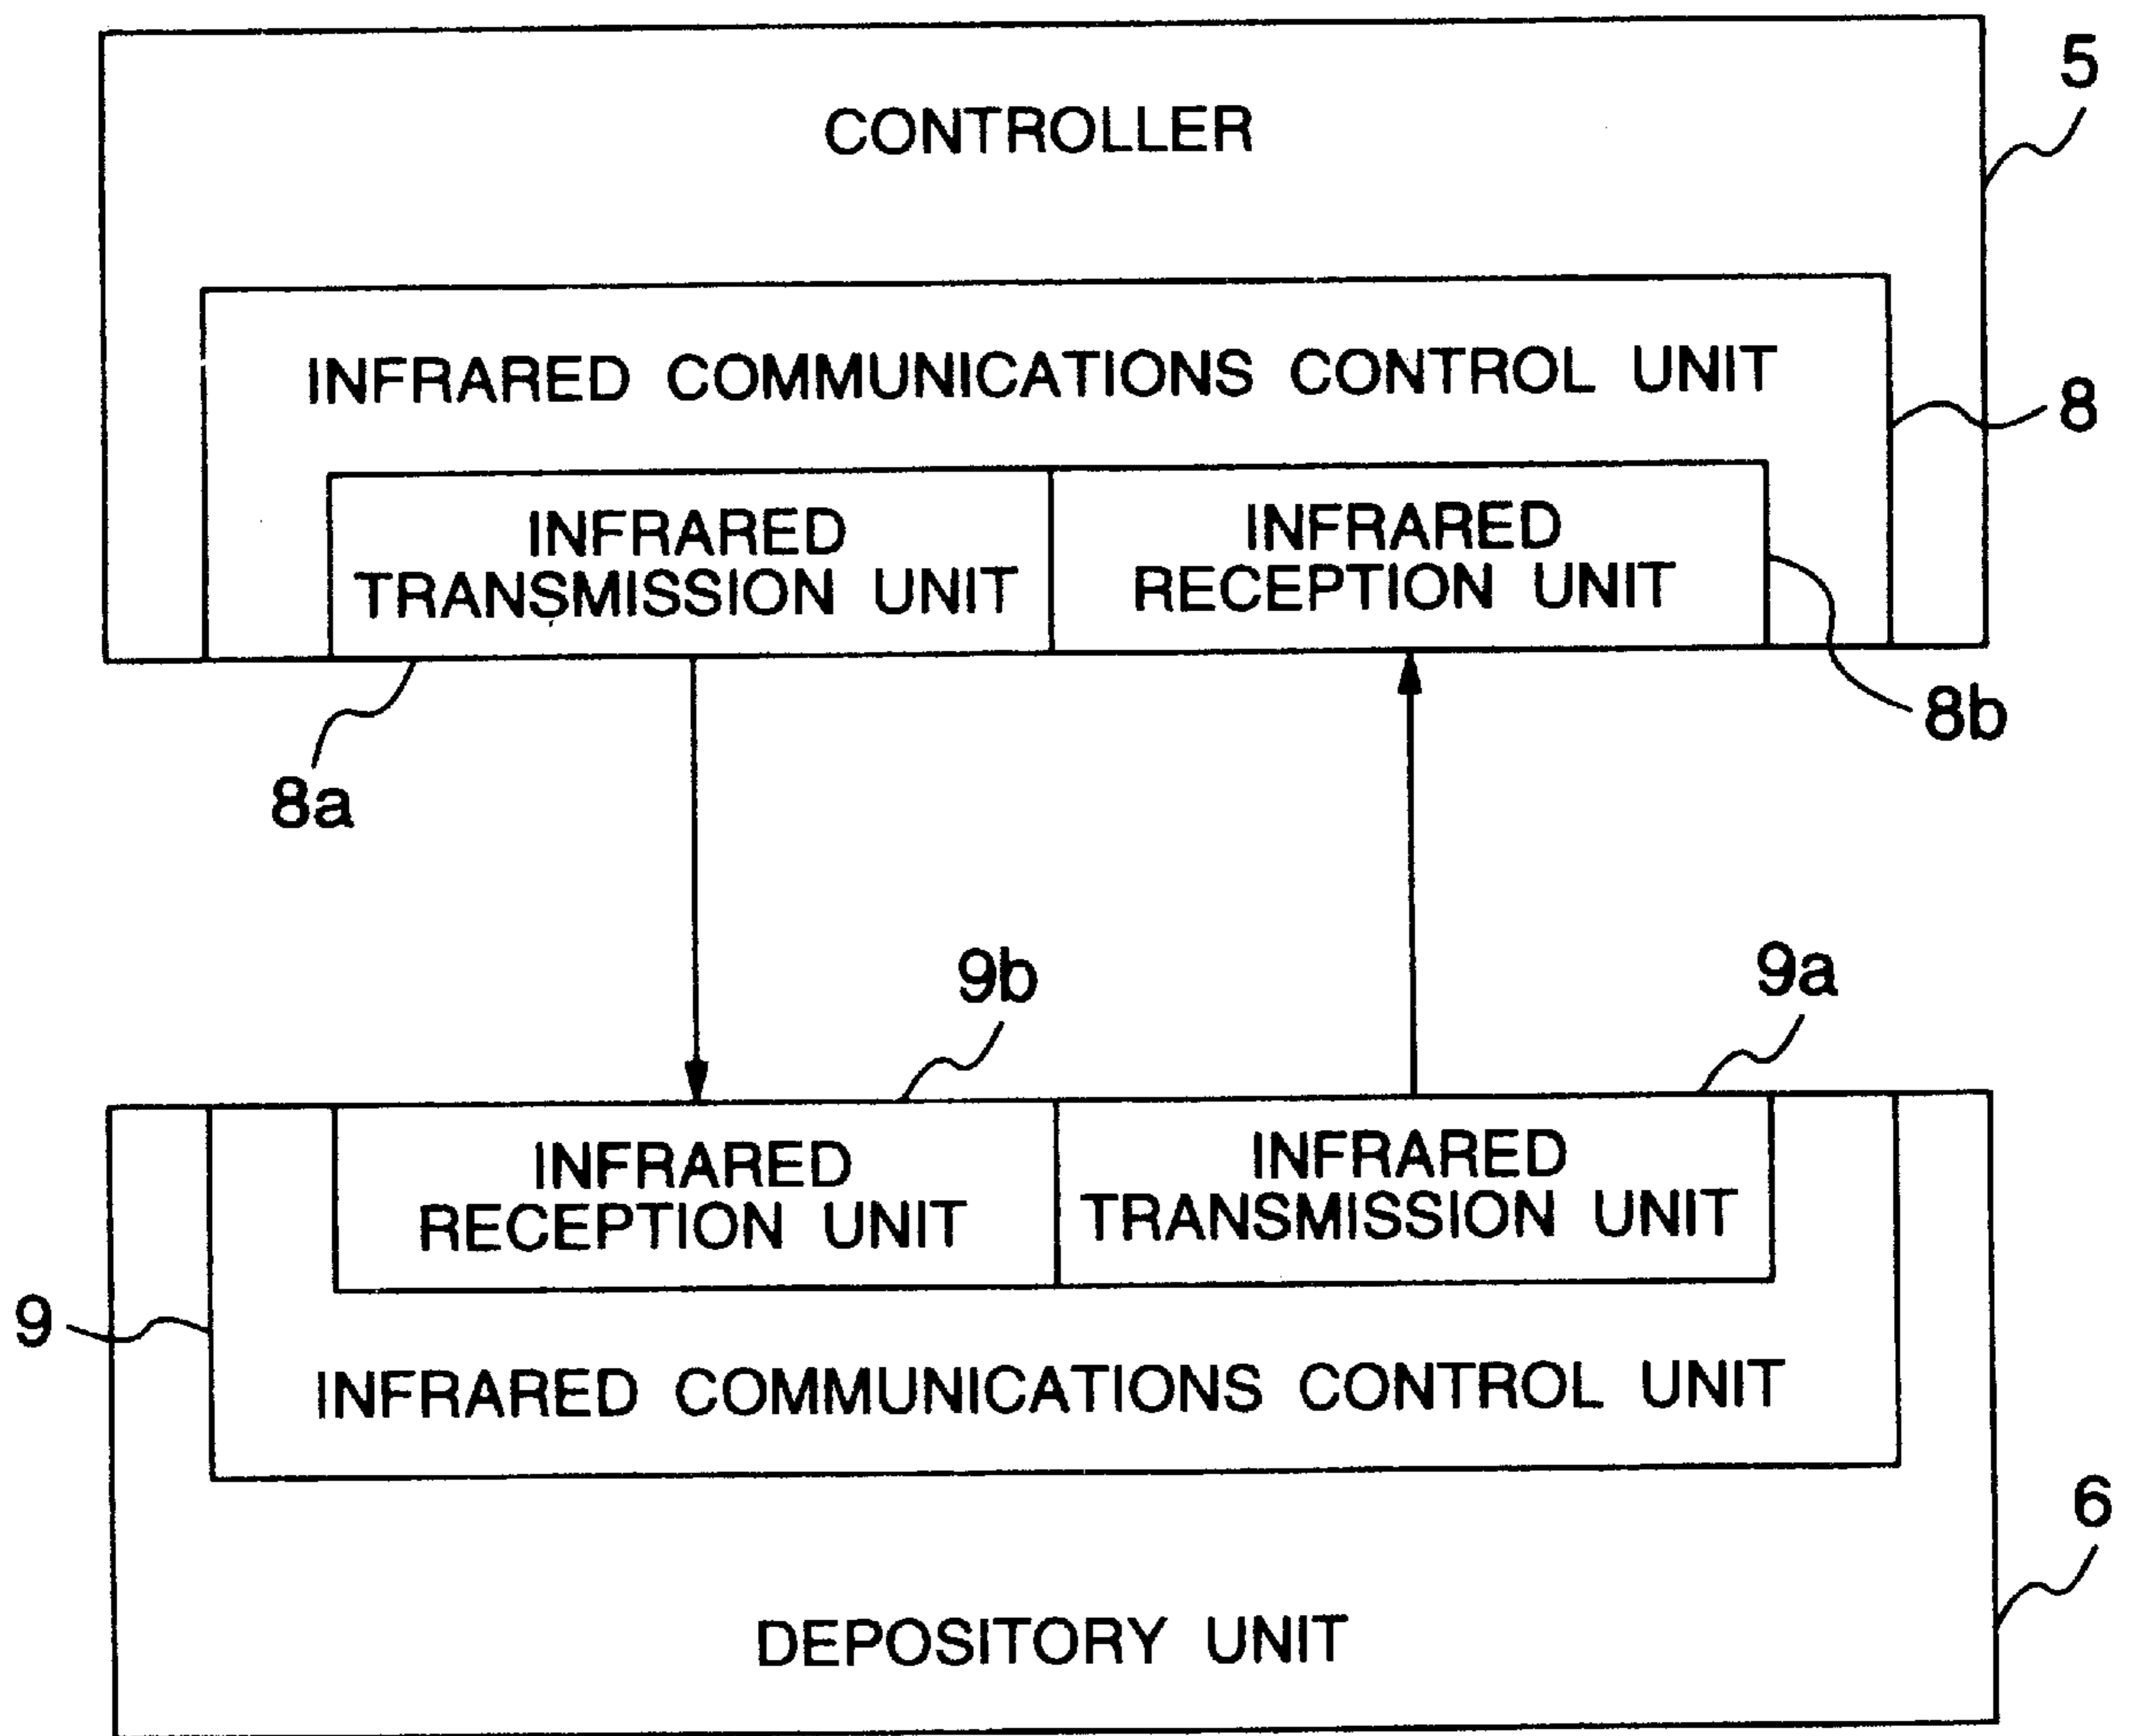 5
CONTROLLER
INFRARED COMMUNICATIONS CONTROL UNIT
8
INFRARED
TRANSMISSION UNIT
INFRARED
RECEPTION UNIT
8b
8a
9b
9a
INFRARED
RECEPTION UNIT
INFRARED
TRANSMISSION UNIT
9
INFRARED COMMUNICATIONS CONTROL UNIT
6
DEPOSITORY UNIT